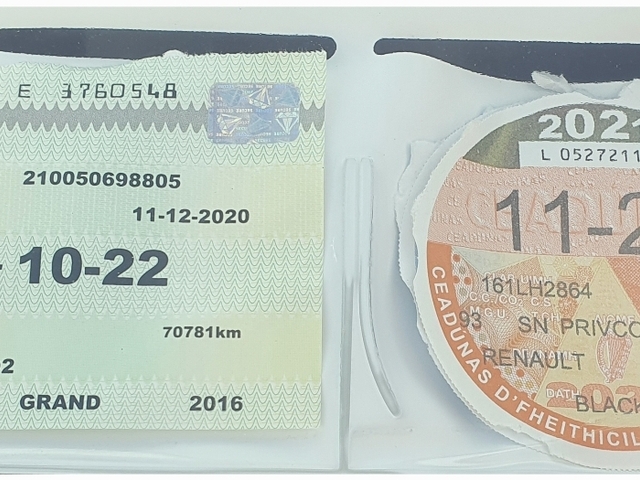 E 3760548
210050698805
11-12-2020
- 10-22
70781km
92
GRAND 2016
2021
L 0527211
11-2
161LH2864
93 SN PRIVCO
RENAULT
BLACK
CEADÚNAS D'FHEITHICIL